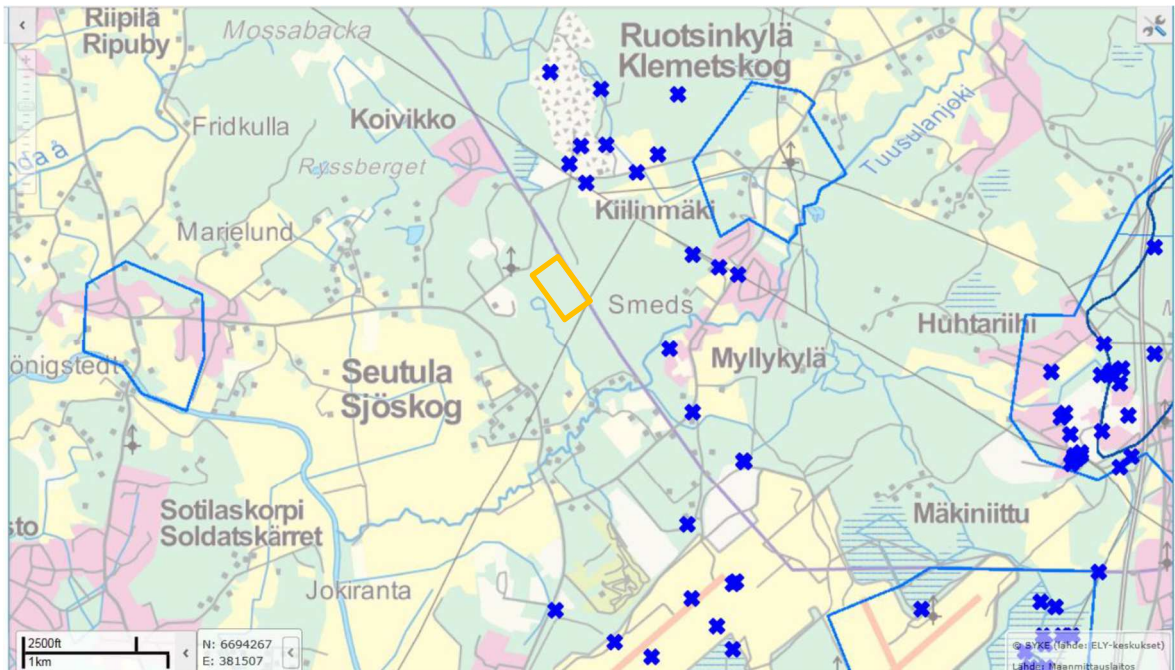 Riipilä
Ripuby
Mossabacka
Ruotsinkylä
Klemetskog
Koivikko
Fridkulla
Ryssberget
Tuusulanjoki
Kiilinmäki
Marielund
Smeds
Huhtariihi
önigstedt
Seutula
Sjöskog
Myllykylä
Sotilaskorpi
Soldatskärret
sto
Mäkiniittu
Jokiranta
2500ft
1km
N: 6694267
E: 381507
© SYKE (lähde: ELY-keskukset)
Lähde: Maanmittauslaitos